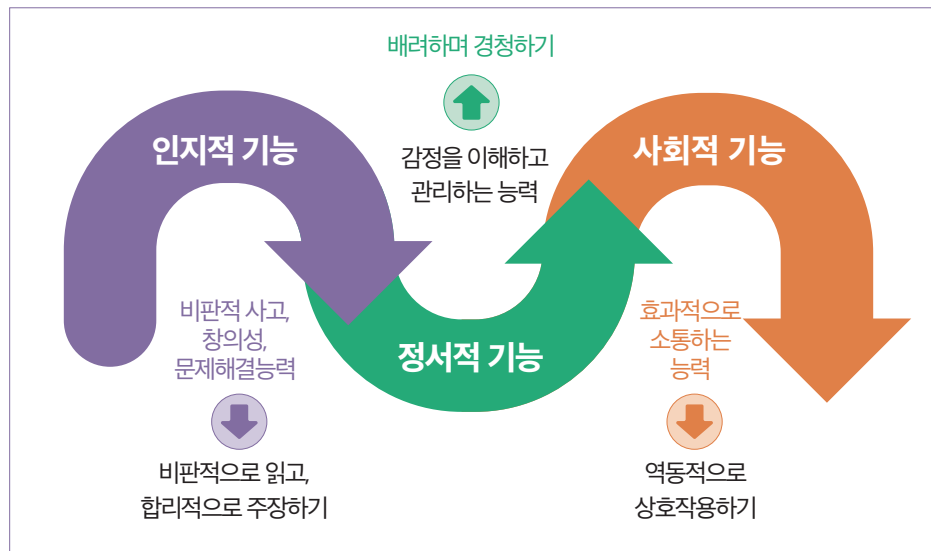 인지적 기능
비판적 사고,
창의성,
문제해결능력
비판적으로 읽고,
합리적으로 주장하기
배려하며 경청하기
감정을 이해하고
관리하는 능력
정서적 기능
사회적 기능
효과적으로
소통하는
능력
역동적으로
상호작용하기